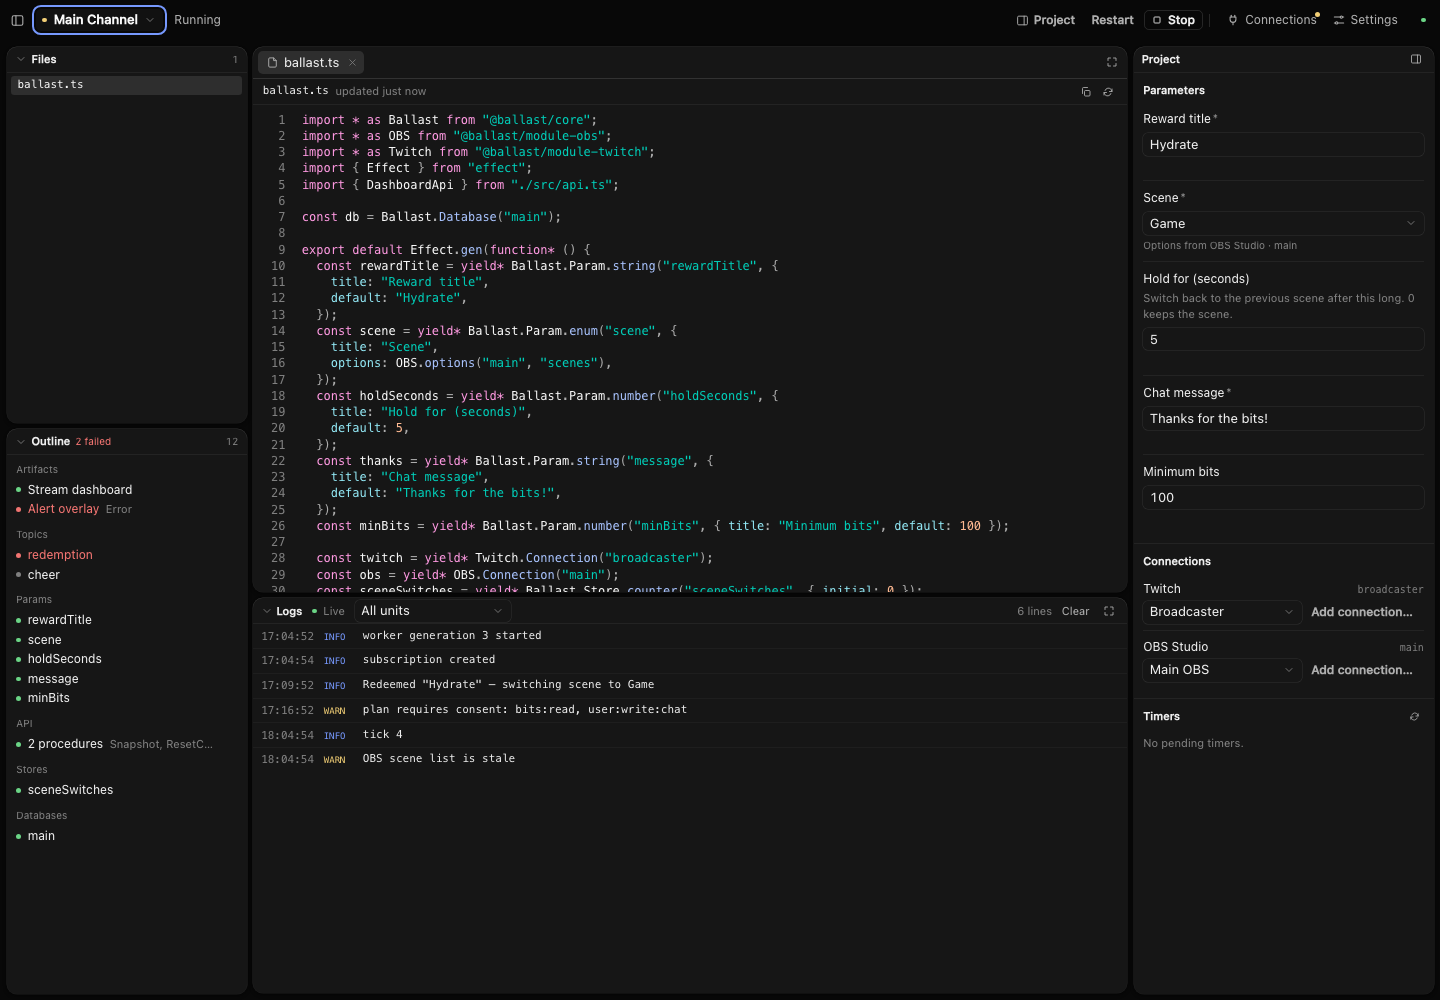 Main Channel
Running
Project
Restart
Stop
Connections
Settings
Files
1
ballast.ts
Outline 2 failed
12
Artifacts
Stream dashboard
Alert overlay Error
Topics
redemption
cheer
Params
rewardTitle
scene
holdSeconds
message
minBits
API
2 procedures Snapshot, ResetC...
Stores
sceneSwitches
Databases
main
ballast.ts
ballast.ts updated just now
1 import * as Ballast from "@ballast/core";
2 import * as OBS from "@ballast/module-obs";
3 import * as Twitch from "@ballast/module-twitch";
4 import { Effect } from "effect";
5 import { DashboardApi } from "./src/api.ts";
6
7 const db = Ballast.Database("main");
8
9 export default Effect.gen(function* () {
10 const rewardTitle = yield* Ballast.Param.string("rewardTitle", {
11 title: "Reward title",
12 default: "Hydrate",
13 });
14 const scene = yield* Ballast.Param.enum("scene", {
15 title: "Scene",
16 options: OBS.options("main", "scenes"),
17 });
18 const holdSeconds = yield* Ballast.Param.number("holdSeconds", {
19 title: "Hold for (seconds)",
20 default: 5,
21 });
22 const thanks = yield* Ballast.Param.string("message", {
23 title: "Chat message",
24 default: "Thanks for the bits!",
25 });
26 const minBits = yield* Ballast.Param.number("minBits", { title: "Minimum bits", default: 100 });
27
28 const twitch = yield* Twitch.Connection("broadcaster");
29 const obs = yield* OBS.Connection("main");
30 const sceneSwitches = yield* Ballast.Store.counter("sceneSwitches", { initial: 0 });
Logs Live All units
6 lines Clear
17:04:52 INFO worker generation 3 started
17:04:54 INFO subscription created
17:09:52 INFO Redeemed "Hydrate" — switching scene to Game
17:16:52 WARN plan requires consent: bits:read, user:write:chat
18:04:54 INFO tick 4
18:04:54 WARN OBS scene list is stale
Project
Parameters
Reward title*
Hydrate
Scene*
Game
Options from OBS Studio · main
Hold for (seconds)
Switch back to the previous scene after this long. 0
keeps the scene.
5
Chat message*
Thanks for the bits!
Minimum bits
100
Connections
Twitch broadcaster
Broadcaster Add connection...
OBS Studio main
Main OBS Add connection...
Timers
No pending timers.